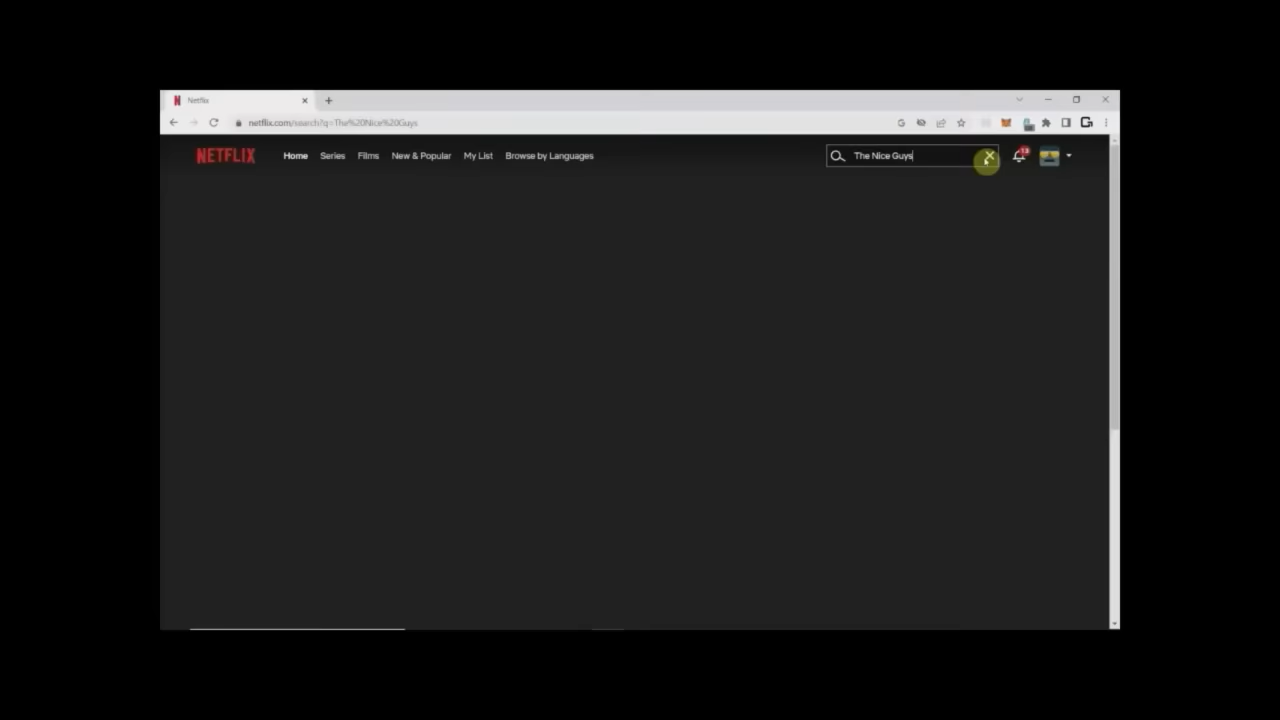 Netflix
netflix.com/search?q=The%20Nice%20Guys
NETFLIX Home Series Films New & Popular My List Browse by Languages The Nice Guys 13